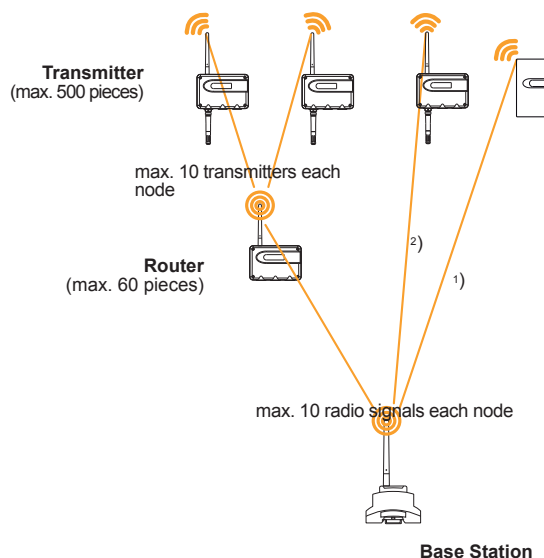 Transmitter
(max. 500 pieces)
max. 10 transmitters each
node
Router
(max. 60 pieces)
2)
1)
max. 10 radio signals each node
Base Station